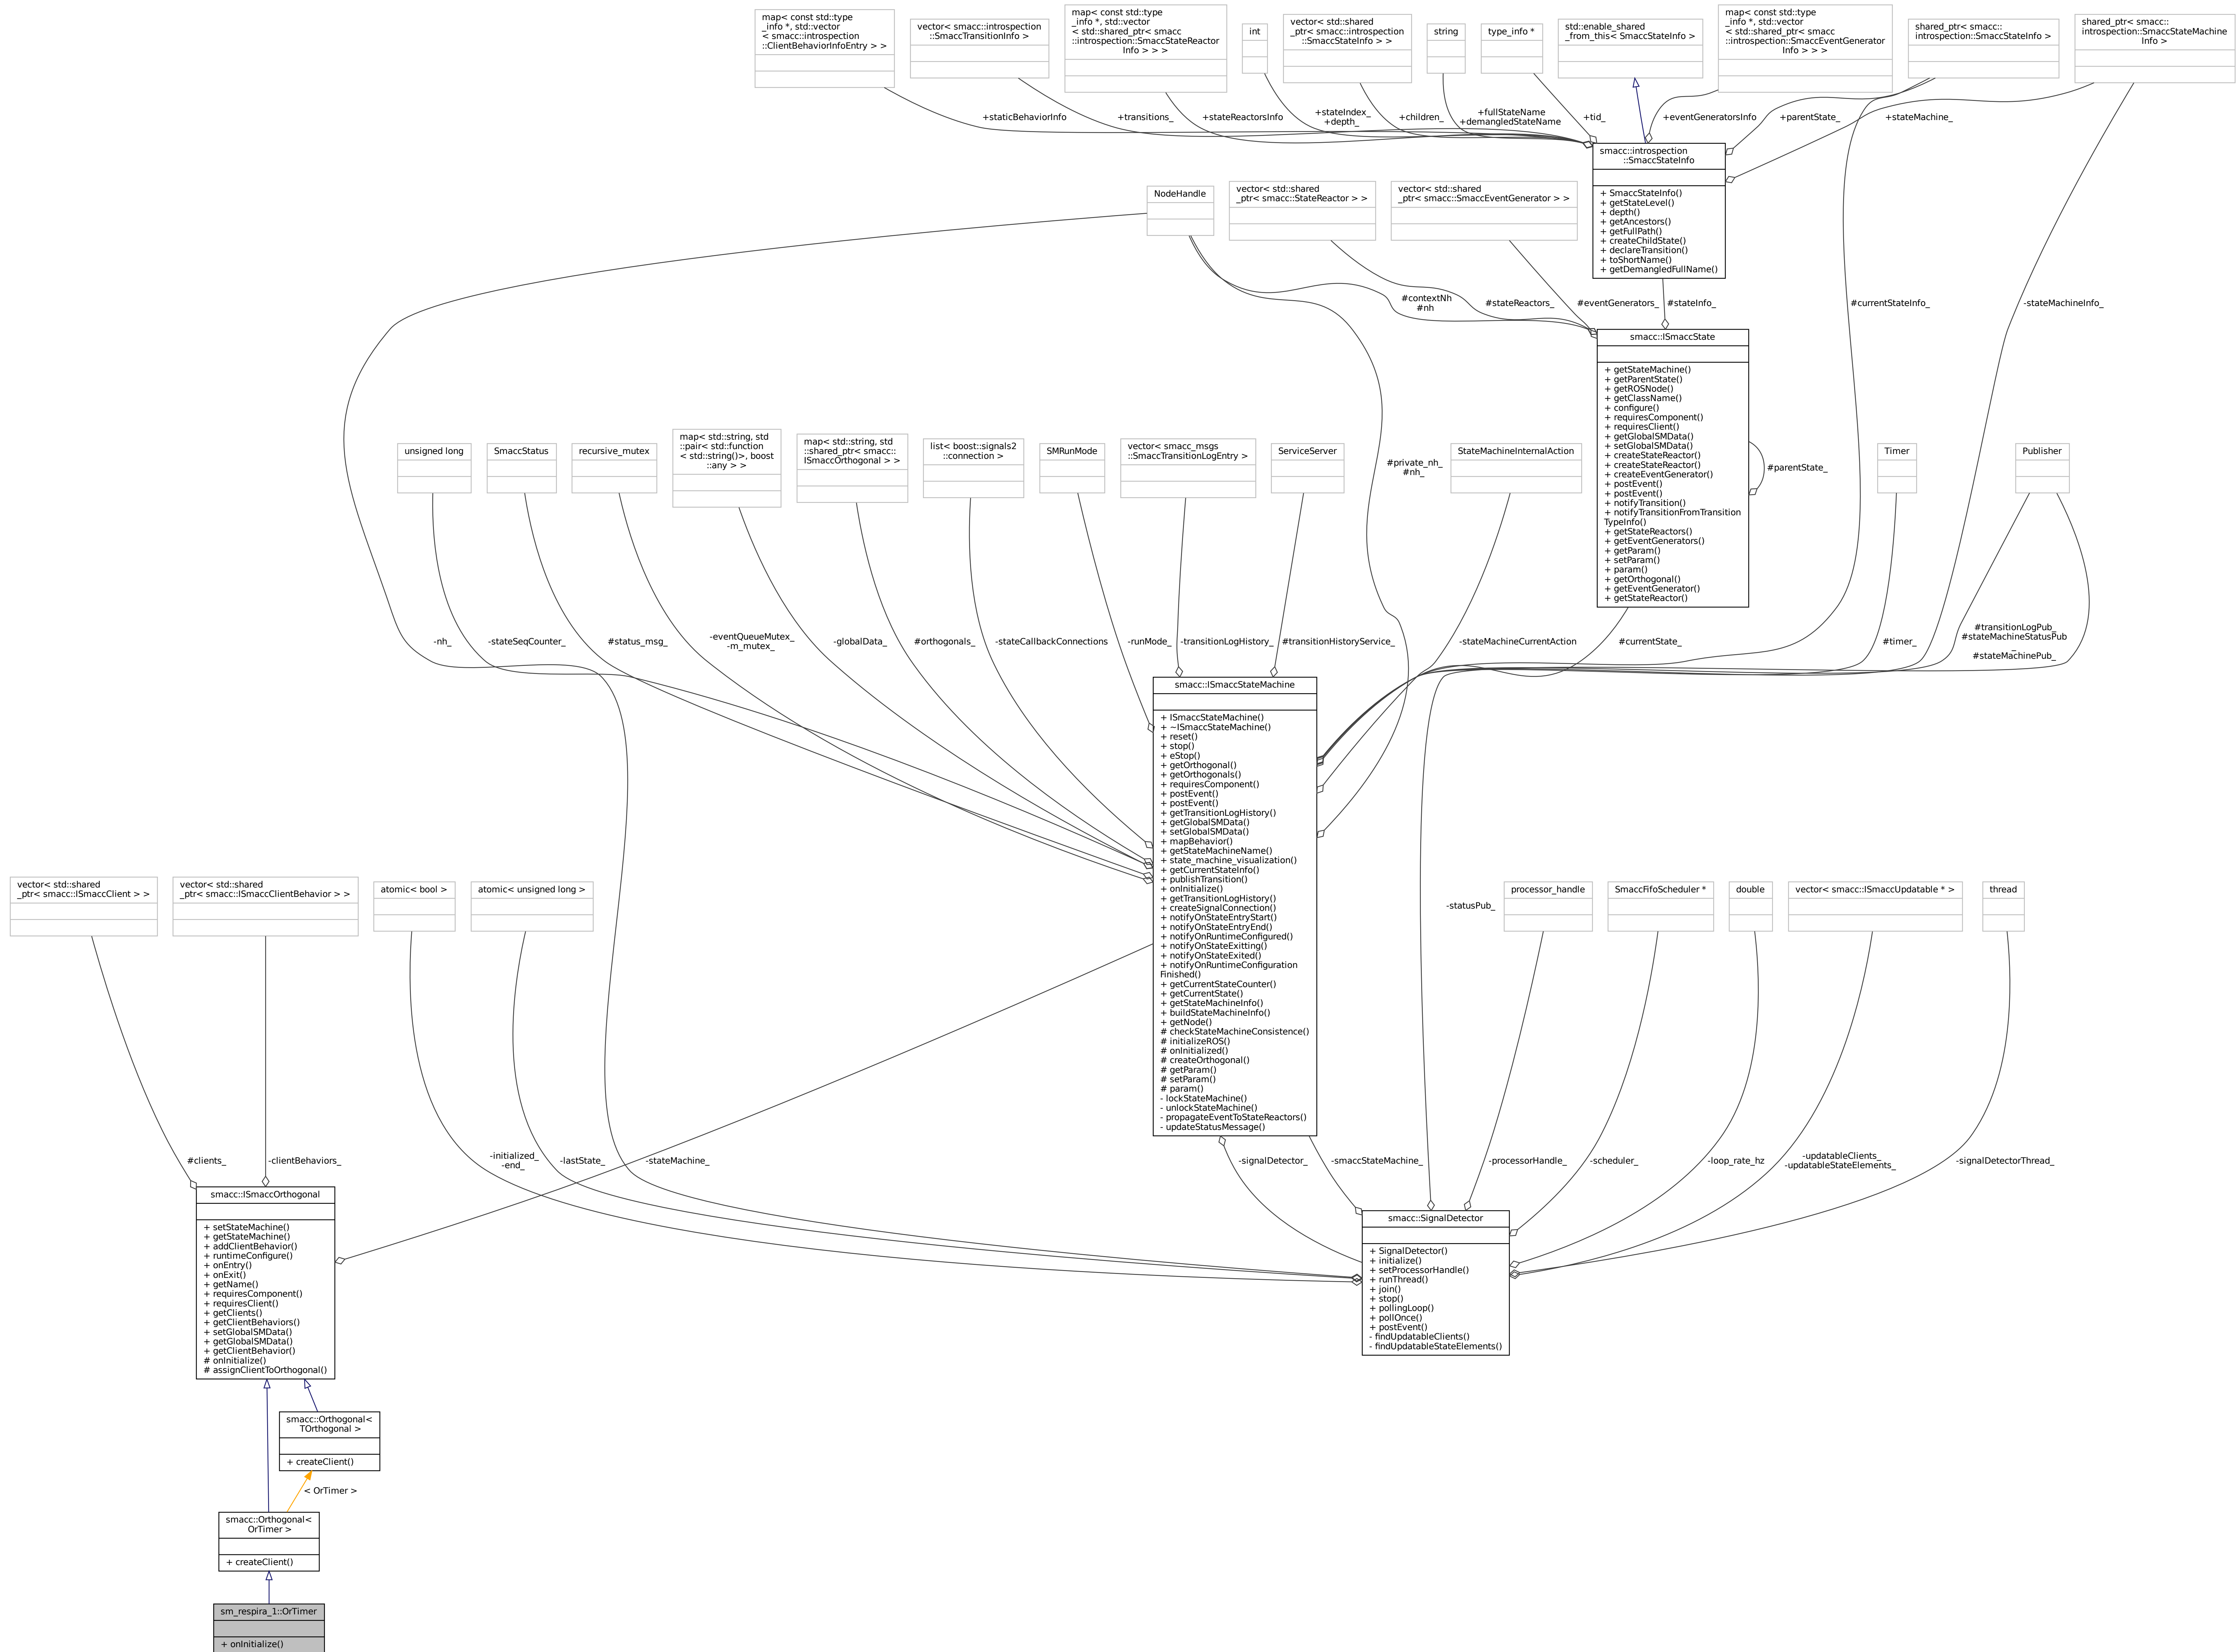 map< const std::type
_info *, std::vector
< smacc::introspection
::ClientBehaviorInfoEntry > >
vector< smacc::introspection
::SmaccTransitionInfo >
map< const std::type
_info *, std::vector
< std::shared_ptr< smacc
::introspection::SmaccStateReactor
Info > > >
int
vector< std::shared
_ptr< smacc::introspection
::SmaccStateInfo > >
string
type_info *
std::enable_shared
_from_this< SmaccStateInfo >
map< const std::type
_info *, std::vector
< std::shared_ptr< smacc
::introspection::SmaccEventGenerator
Info > > >
shared_ptr< smacc::
introspection::SmaccStateInfo >
shared_ptr< smacc::
introspection::SmaccStateMachine
Info >
+staticBehaviorInfo
+transitions_
+stateReactorsInfo
+stateIndex_
+depth_
+children_
+fullStateName
+demangledStateName
+tid_
+eventGeneratorsInfo
+parentState_
+stateMachine_
smacc::introspection
::SmaccStateInfo
+ SmaccStateInfo()
+ getStateLevel()
+ depth()
+ getAncestors()
+ getFullPath()
+ createChildState()
+ declareTransition()
+ toShortName()
+ getDemangledFullName()
NodeHandle
vector< std::shared
_ptr< smacc::StateReactor > >
vector< std::shared
_ptr< smacc::SmaccEventGenerator > >
#contextNh
#nh
#stateReactors_
#eventGenerators_
#stateInfo_
#currentStateInfo_
-stateMachineInfo_
smacc::ISmaccState
+ getStateMachine()
+ getParentState()
+ getROSNode()
+ getClassName()
+ configure()
+ requiresComponent()
+ requiresClient()
+ getGlobalSMData()
+ setGlobalSMData()
+ createStateReactor()
+ createStateReactor()
+ createEventGenerator()
+ postEvent()
+ postEvent()
+ notifyTransition()
+ notifyTransitionFromTransition
TypeInfo()
+ getStateReactors()
+ getEventGenerators()
+ getParam()
+ setParam()
+ param()
+ getOrthogonal()
+ getEventGenerator()
+ getStateReactor()
#parentState_
unsigned long
SmaccStatus
recursive_mutex
map< std::string, std
::pair< std::function
< std::string()>, boost
::any > >
map< std::string, std
::shared_ptr< smacc::
ISmaccOrthogonal > >
list< boost::signals2
::connection >
SMRunMode
vector< smacc_msgs
::SmaccTransitionLogEntry >
ServiceServer
#private_nh_
#nh_
StateMachineInternalAction
Timer
Publisher
-nh_
-stateSeqCounter_
#status_msg_
-eventQueueMutex_
-m_mutex_
-globalData_
#orthogonals_
-stateCallbackConnections
-runMode_
-transitionLogHistory_
#transitionHistoryService_
-stateMachineCurrentAction
#currentState_
#timer_
#transitionLogPub_
#stateMachineStatusPub
_
#stateMachinePub_
smacc::ISmaccStateMachine
+ ISmaccStateMachine()
+ ~ISmaccStateMachine()
+ reset()
+ stop()
+ eStop()
+ getOrthogonal()
+ getOrthogonals()
+ requiresComponent()
+ postEvent()
+ postEvent()
+ getTransitionLogHistory()
+ getGlobalSMData()
+ setGlobalSMData()
+ mapBehavior()
+ getStateMachineName()
+ state_machine_visualization()
+ getCurrentStateInfo()
+ publishTransition()
+ onInitialize()
+ getTransitionLogHistory()
+ createSignalConnection()
+ notifyOnStateEntryStart()
+ notifyOnStateEntryEnd()
+ notifyOnRuntimeConfigured()
+ notifyOnStateExitting()
+ notifyOnStateExited()
+ notifyOnRuntimeConfiguration
Finished()
+ getCurrentStateCounter()
+ getCurrentState()
+ getStateMachineInfo()
+ buildStateMachineInfo()
+ getNode()
# checkStateMachineConsistence()
# initializeROS()
# onInitialized()
# createOrthogonal()
# getParam()
# setParam()
# param()
- lockStateMachine()
- unlockStateMachine()
- propagateEventToStateReactors()
- updateStatusMessage()
vector< std::shared
_ptr< smacc::ISmaccClient > >
vector< std::shared
_ptr< smacc::ISmaccClientBehavior > >
atomic< bool >
atomic< unsigned long >
-statusPub_
processor_handle
SmaccFifoScheduler *
double
vector< smacc::ISmaccUpdatable * >
thread
#clients_
-clientBehaviors_
-initialized_
-end_
-lastState_
-stateMachine_
-signalDetector_
-smaccStateMachine_
-processorHandle_
-scheduler_
-loop_rate_hz
-updatableClients_
-updatableStateElements_
-signalDetectorThread_
smacc::ISmaccOrthogonal
+ setStateMachine()
+ getStateMachine()
+ addClientBehavior()
+ runtimeConfigure()
+ onEntry()
+ onExit()
+ getName()
+ requiresComponent()
+ requiresClient()
+ getClients()
+ getClientBehaviors()
+ setGlobalSMData()
+ getGlobalSMData()
+ getClientBehavior()
# onInitialize()
# assignClientToOrthogonal()
smacc::SignalDetector
+ SignalDetector()
+ initialize()
+ setProcessorHandle()
+ runThread()
+ join()
+ stop()
+ pollingLoop()
+ pollOnce()
+ postEvent()
- findUpdatableClients()
- findUpdatableStateElements()
smacc::Orthogonal<
TOrthogonal >
+ createClient()
< OrTimer >
smacc::Orthogonal<
OrTimer >
+ createClient()
sm_respira_1::OrTimer
+ onInitialize()